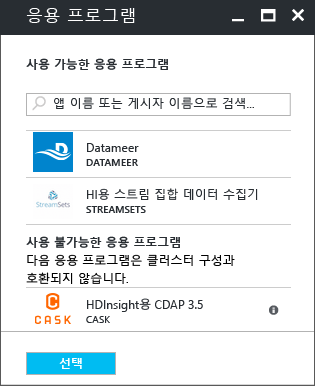 응용 프로그램
사용 가능한 응용 프로그램
앱 이름 또는 게시자 이름으로 검색...
Datameer
DATAMEER
StreamSets
HI용 스트림 집합 데이터 수집기
STREAMSETS
사용 불가능한 응용 프로그램
다음 응용 프로그램은 클러스터 구성과
호환되지 않습니다.
CASK
HDInsight용 CDAP 3.5
CASK
선택